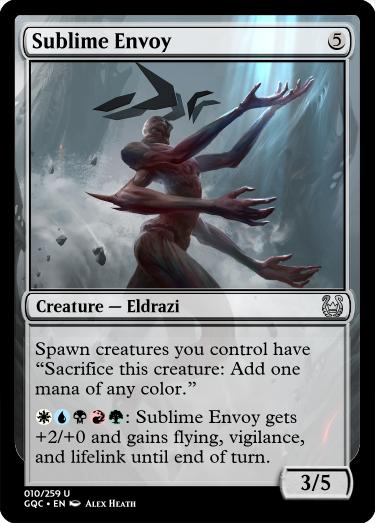 Sublime Envoy 5
Creature — Eldrazi
Spawn creatures you control have
“Sacrifice this creature: Add one
mana of any color.”
: Sublime Envoy gets
+2/+0 and gains flying, vigilance,
and lifelink until end of turn.
3/5
010/259 U
GQC • EN Alex Heath